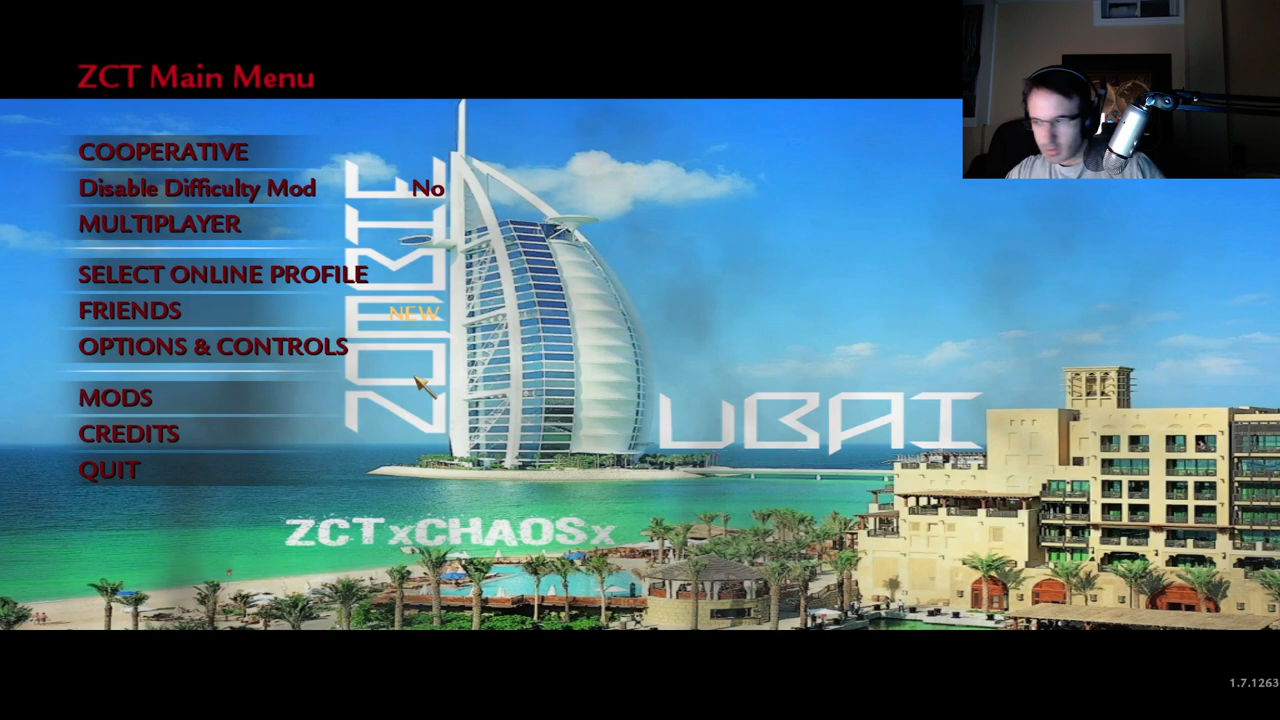 ZCT Main Menu
COOPERATIVE
Disable Difficulty Mod No
MULTIPLAYER
SELECT ONLINE PROFILE
FRIENDS NEW
OPTIONS & CONTROLS
MODS
CREDITS
QUIT
ZOMBIE
UBAI
ZCTxCHAOSx
1.7.1263